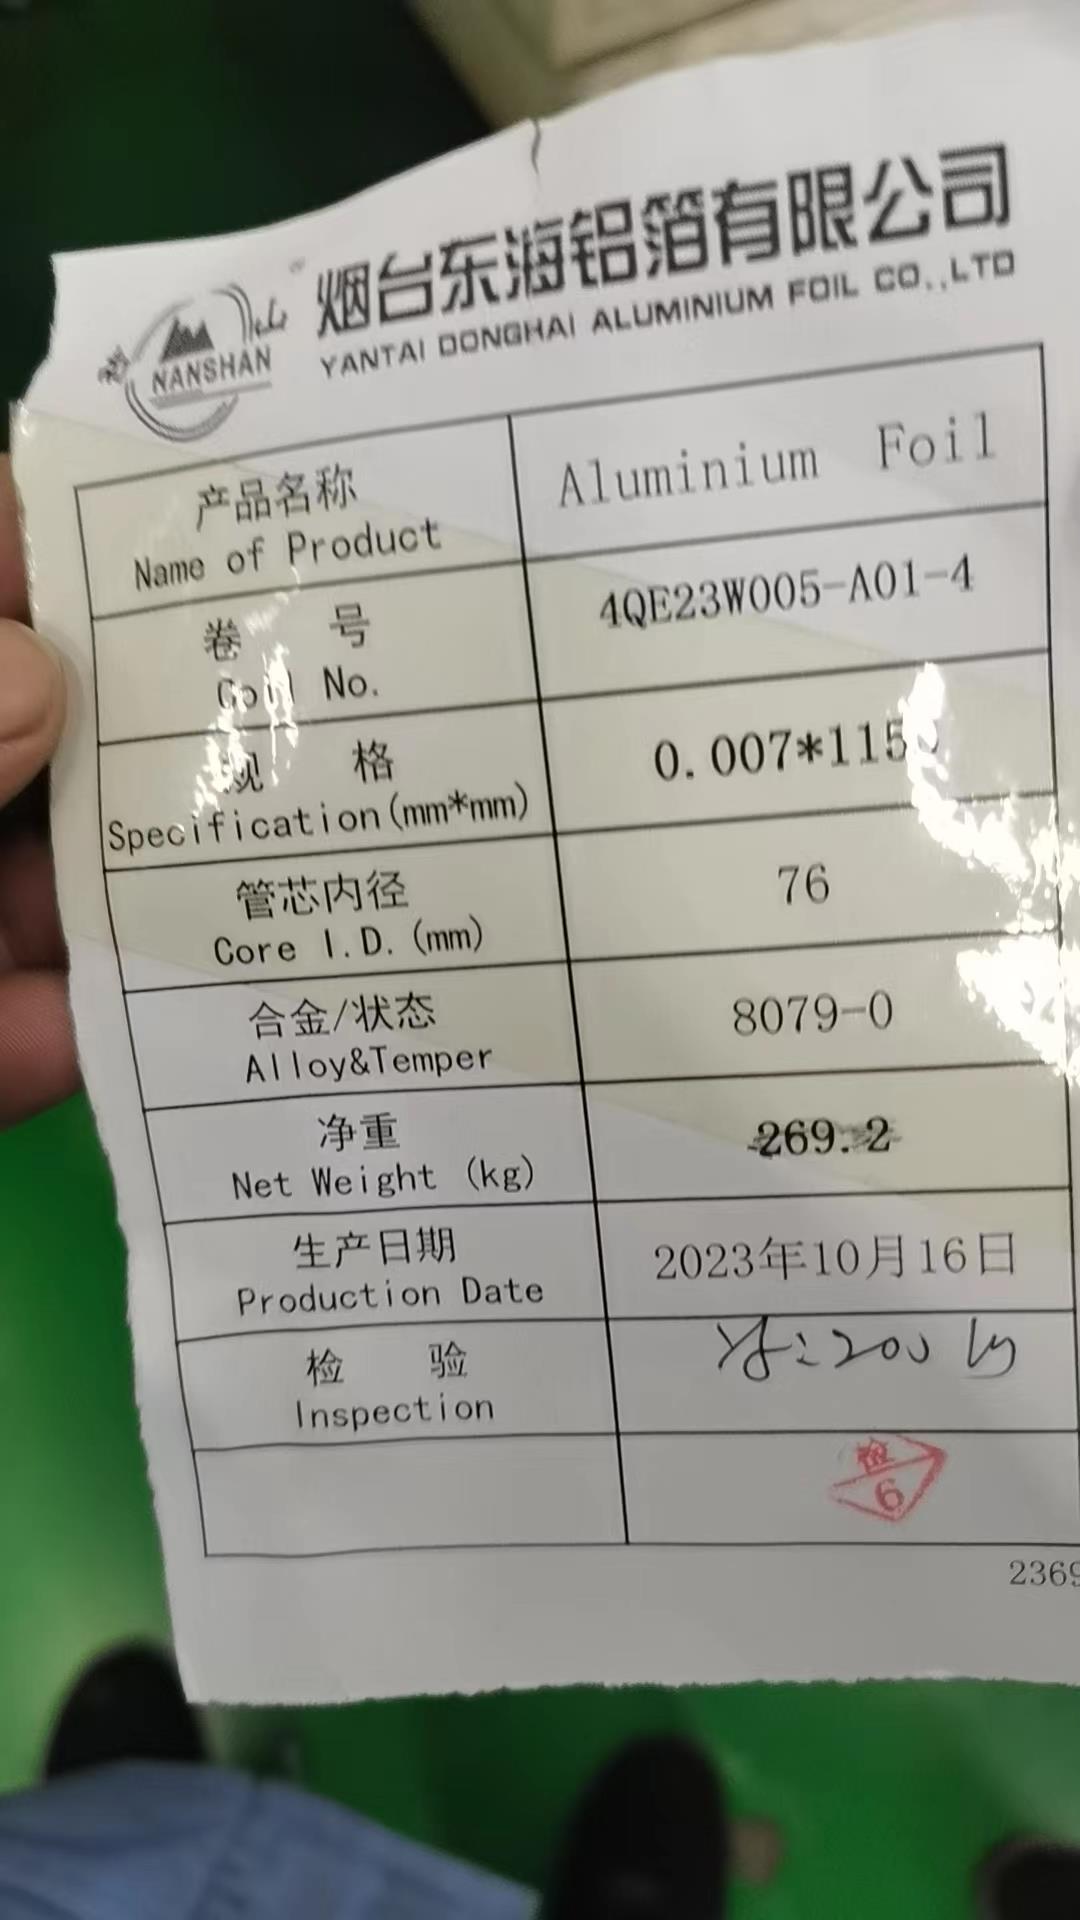 NANSHAN
烟台东海铝箔有限公司
YANTAI DONGHAI ALUMINIUM FOIL CO.,LTD
产品名称
Name of Product
Aluminium Foil
卷 号
Coil No.
4QE23W005-A01-4
规 格
Specification(mm*mm)
0.007*115
管芯内径
Core I.D.(mm)
76
合金/状态
Alloy&Temper
8079-0
净重
Net Weight (kg)
269.2
生产日期
Production Date
2023年10月16日
检 验
Inspection
检
6
2369